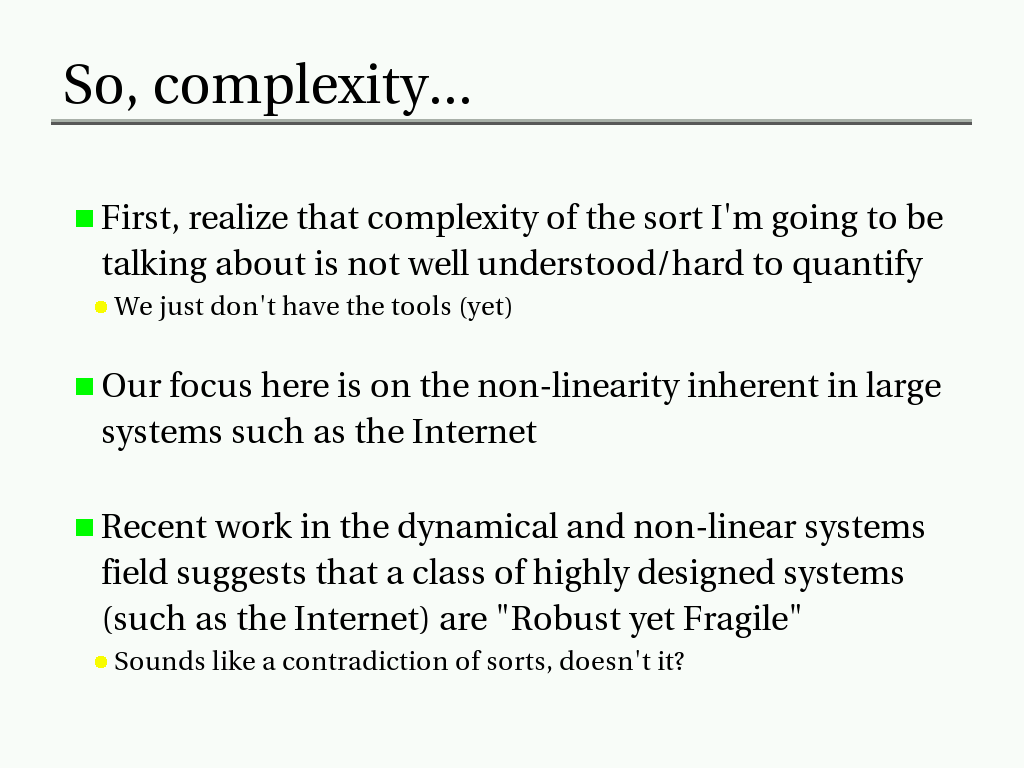 So, complexity...
First, realize that complexity of the sort I'm going to be
talking about is not well understood/hard to quantify
We just don't have the tools (yet)
Our focus here is on the non-linearity inherent in large
systems such as the Internet
Recent work in the dynamical and non-linear systems
field suggests that a class of highly designed systems
(such as the Internet) are "Robust yet Fragile"
Sounds like a contradiction of sorts, doesn't it?